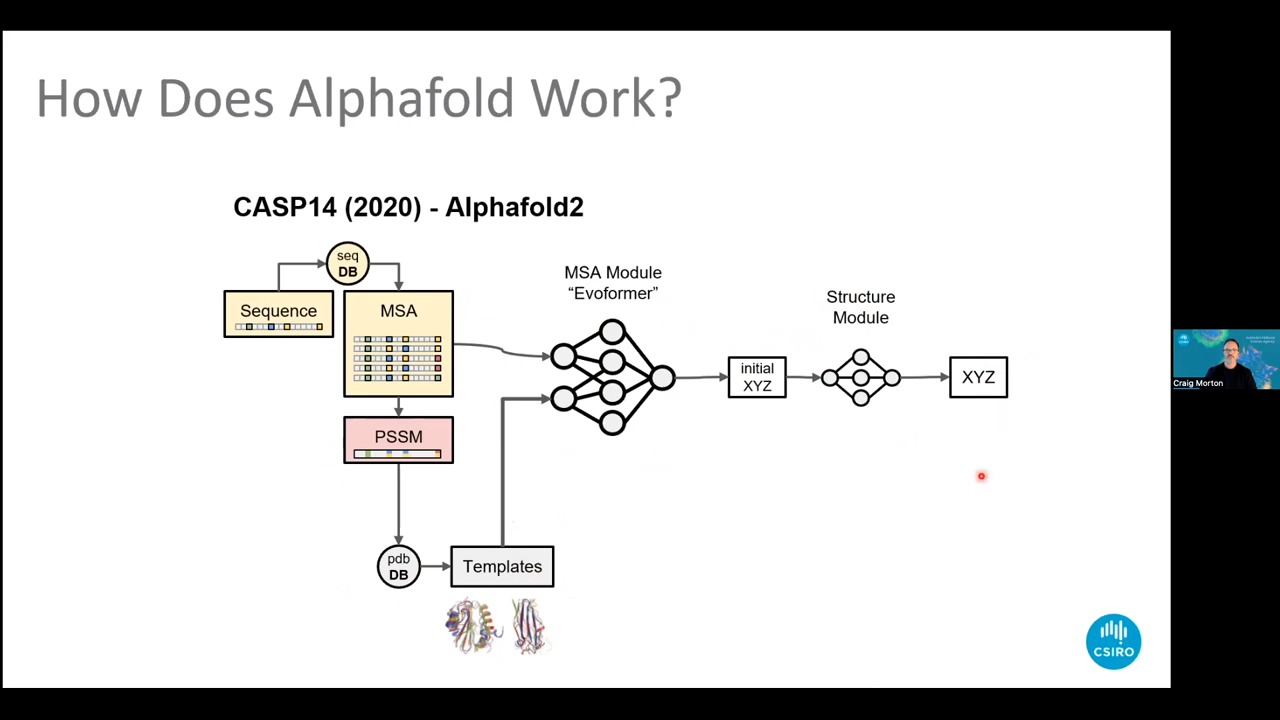 How Does Alphafold Work?
CASP14 (2020) - Alphafold2
seq
DB
Sequence
MSA
MSA Module
“Evoformer”
Structure
Module
initial
XYZ
XYZ
PSSM
pdb
DB
Templates
CSIRO
Craig Morton